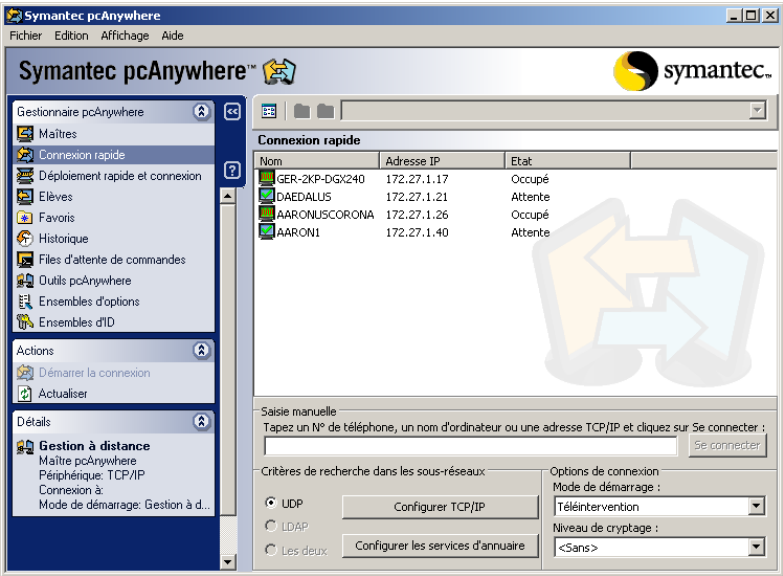 Symantec pcAnywhere
Fichier Edition Affichage Aide
Symantec pcAnywhere™
symantec™
Gestionnaire pcAnywhere
Maîtres
Connexion rapide
Déploiement rapide et connexion
Elèves
Favoris
Historique
Files d'attente de commandes
Outils pcAnywhere
Ensembles d'options
Ensembles d'ID
Actions
Démarrer la connexion
Actualiser
Détails
Gestion à distance
Maître pcAnywhere
Périphérique: TCP/IP
Connexion à:
Mode de démarrage: Gestion à d...
Connexion rapide
Nom Adresse IP Etat
GER-2KP-DGX240 172.27.1.17 Occupé
DAEDALUS 172.27.1.21 Attente
AARONUSCORONA 172.27.1.26 Occupé
AARON1 172.27.1.40 Attente
Saisie manuelle
Tapez un N° de téléphone, un nom d'ordinateur ou une adresse TCP/IP et cliquez sur Se connecter :
Se connecter
Critères de recherche dans les sous-réseaux
UDP
Configurer TCP/IP
LDAP
Les deux
Configurer les services d'annuaire
Options de connexion
Mode de démarrage :
Téléintervention
Niveau de cryptage :
<Sans>